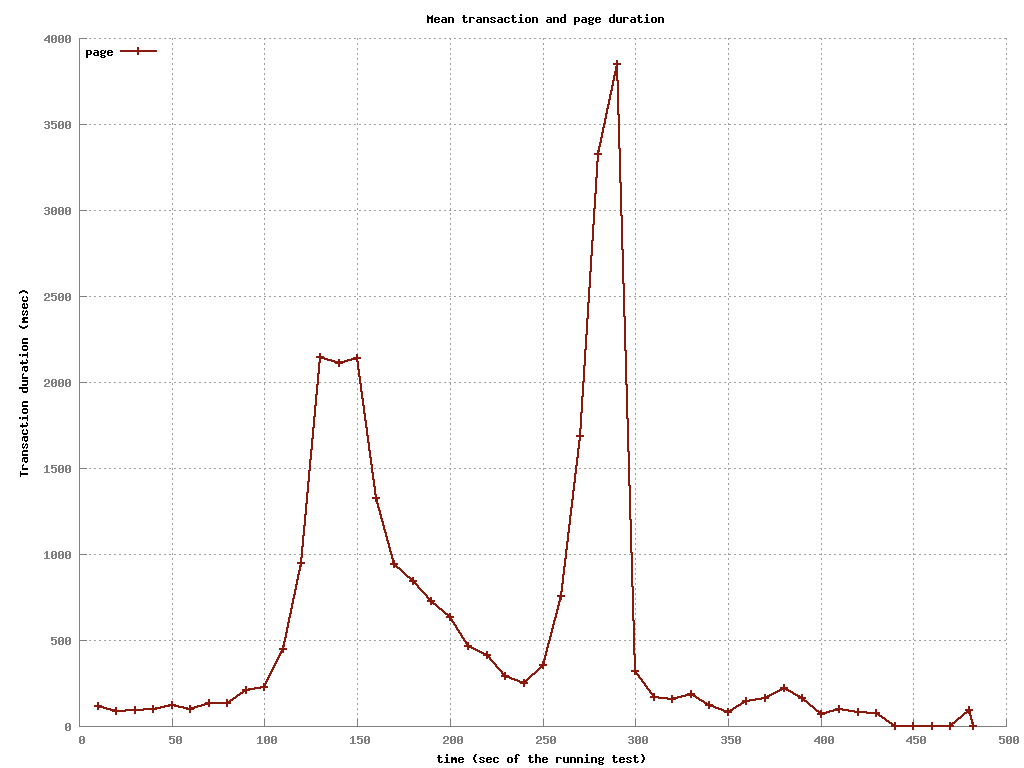 Mean transaction and page duration
page
4000
3500
3000
2500
2000
1500
1000
500
0
Transaction duration (msec)
0 50 100 150 200 250 300 350 400 450 500
time (sec of the running test)